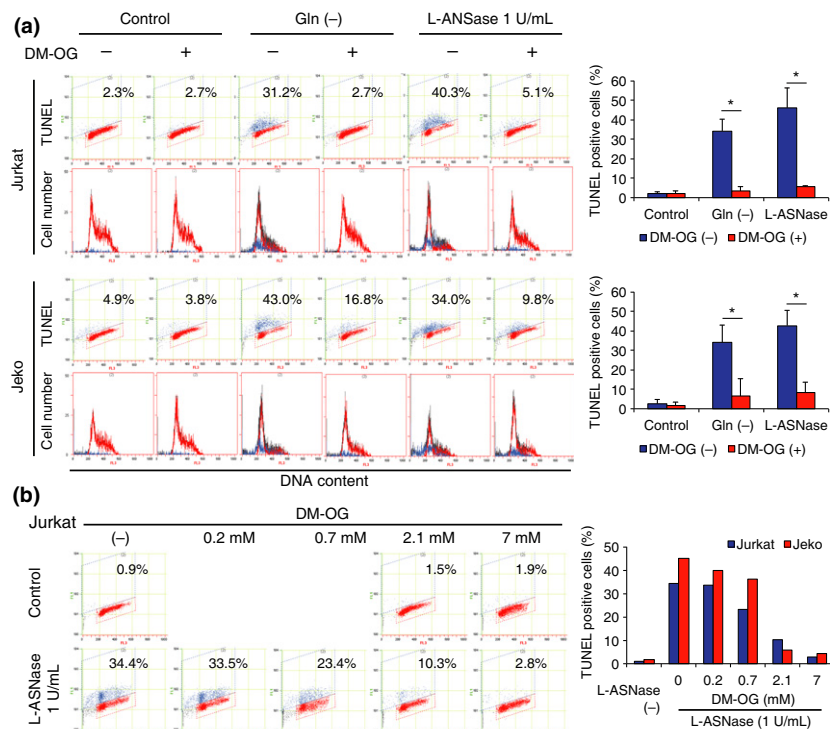 (a)
Control Gln (–) L-ANSase 1 U/mL
DM-OG – + – + – +
Jurkat
TUNEL
2.3% 2.7% 31.2% 2.7% 40.3% 5.1%
Cell number
Jeko
TUNEL
4.9% 3.8% 43.0% 16.8% 34.0% 9.8%
Cell number
DNA content
TUNEL positive cells (%)
60
50
40
30
20
10
0
* *
Control Gln (–) L-ASNase
DM-OG (–) DM-OG (+)
TUNEL positive cells (%)
60
50
40
30
20
10
0
* *
Control Gln (–) L-ASNase
DM-OG (–) DM-OG (+)
(b)
Jurkat DM-OG
(–) 0.2 mM 0.7 mM 2.1 mM 7 mM
Control
0.9% 1.5% 1.9%
L-ASNase
1 U/mL
34.4% 33.5% 23.4% 10.3% 2.8%
TUNEL positive cells (%)
Jurkat Jeko
50
40
30
20
10
0
L-ASNase
(–)
0 0.2 0.7 2.1 7
DM-OG (mM)
L-ASNase (1 U/mL)